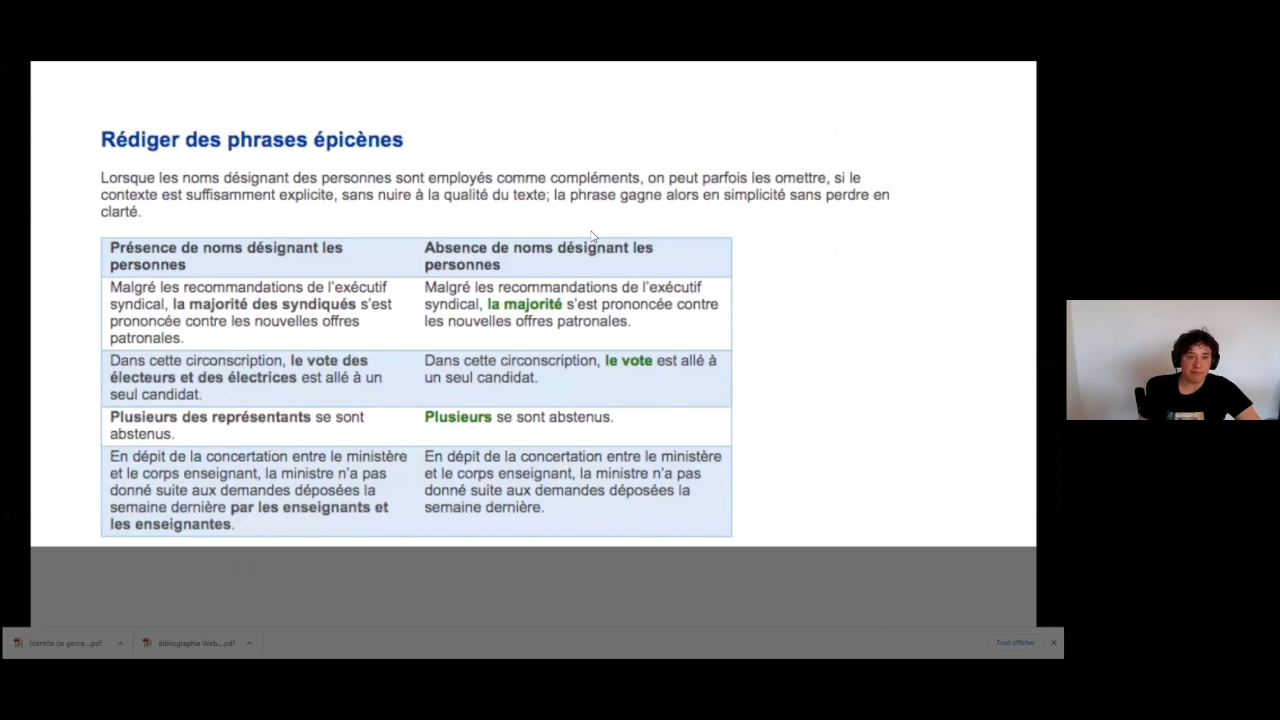 Rédiger des phrases épicènes
Lorsque les noms désignant des personnes sont employés comme compléments, on peut parfois les omettre, si le
contexte est suffisamment explicite, sans nuire à la qualité du texte; la phrase gagne alors en simplicité sans perdre en
clarté.
Présence de noms désignant les
personnes
Absence de noms désignant les
personnes
Malgré les recommandations de l'exécutif
syndical, la majorité des syndiqués s'est
prononcée contre les nouvelles offres
patronales.
Malgré les recommandations de l'exécutif
syndical, la majorité s'est prononcée contre
les nouvelles offres patronales.
Dans cette circonscription, le vote des
électeurs et des électrices est allé à un
seul candidat.
Dans cette circonscription, le vote est allé à
un seul candidat.
Plusieurs des représentants se sont
abstenus.
Plusieurs se sont abstenus.
En dépit de la concertation entre le ministère
et le corps enseignant, la ministre n'a pas
donné suite aux demandes déposées la
semaine dernière par les enseignants et
les enseignantes.
En dépit de la concertation entre le ministère
et le corps enseignant, la ministre n'a pas
donné suite aux demandes déposées la
semaine dernière.
Identité de genre....pdf
Bibliographie Web....pdf
Tout afficher